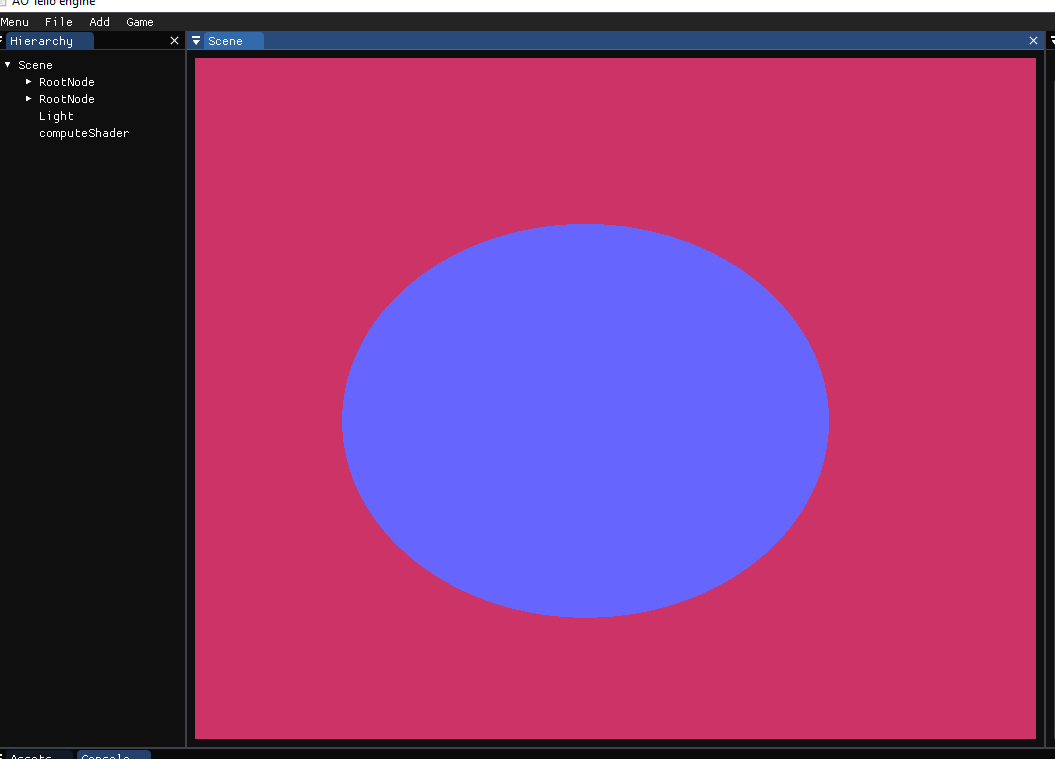 AO Tello engine
Menu File Add Game
Hierarchy
Scene
RootNode
RootNode
Light
computeShader
Scene
Assets Console